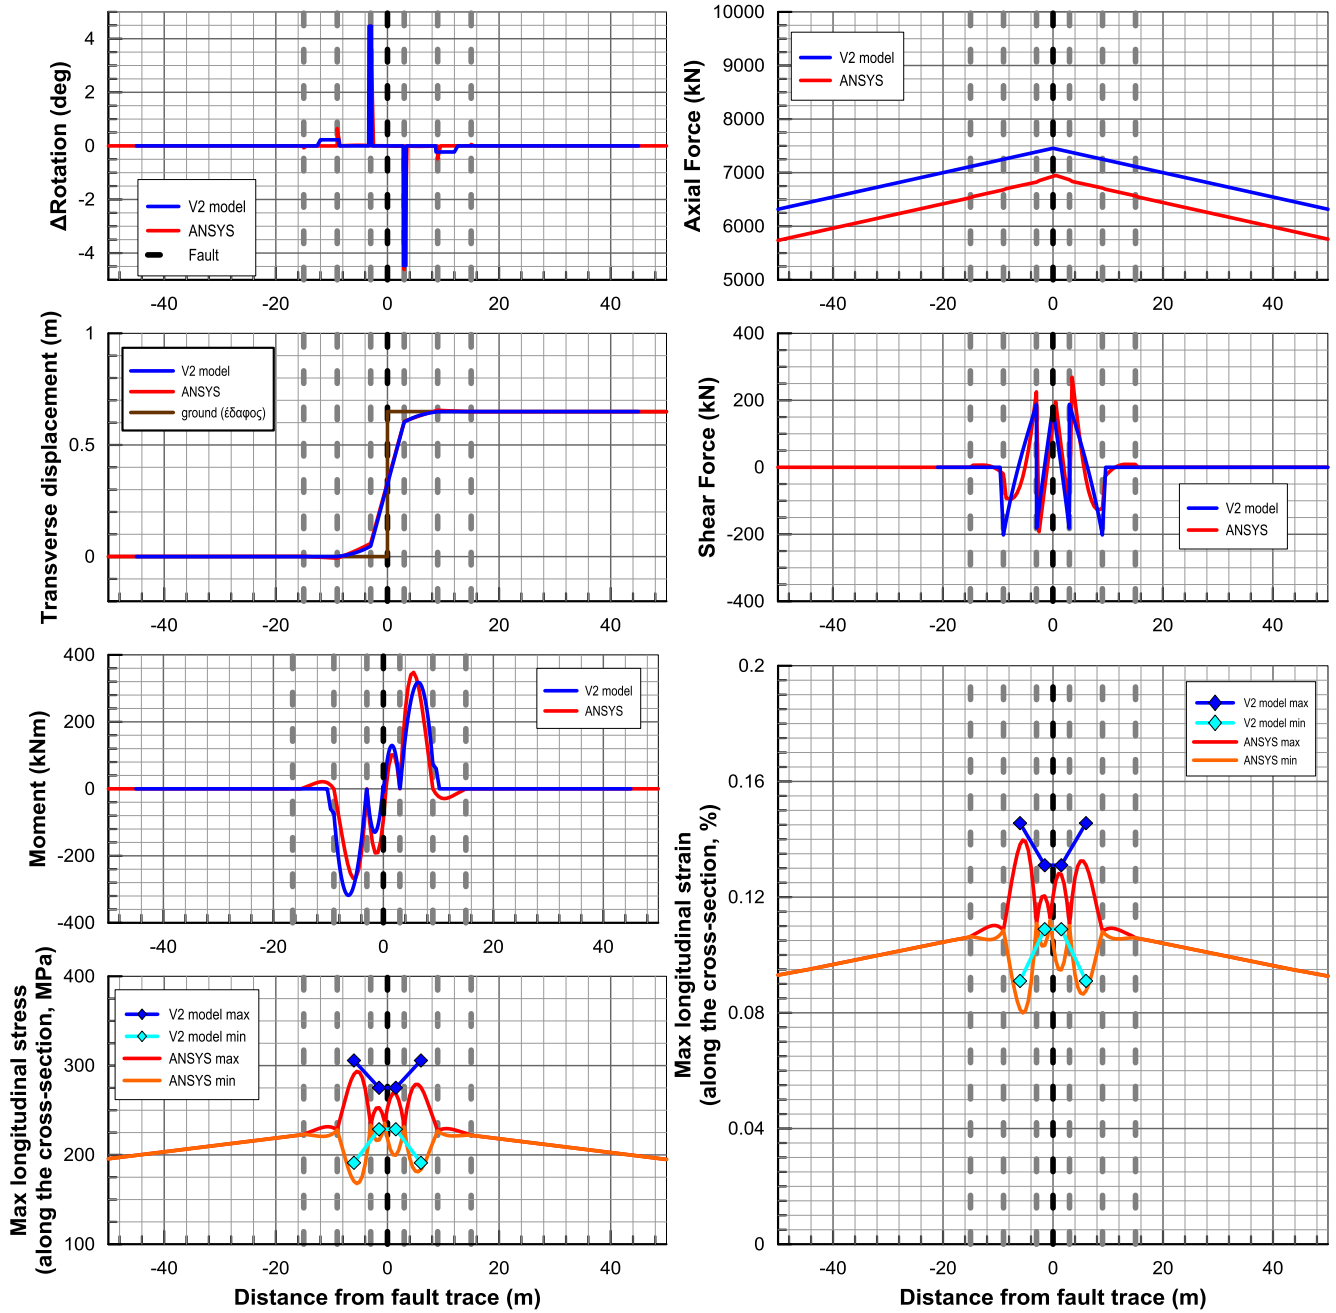 ΔRotation (deg)
4
2
0
-2
-4
V2 model
ANSYS
Fault
-40
-20
0
20
40
Axial Force (kN)
10000
9000
8000
7000
6000
5000
V2 model
ANSYS
-40
-20
0
20
40
Transverse displacement (m)
1
0.5
0
V2 model
ANSYS
ground (έδαφος)
-40
-20
0
20
40
Shear Force (kN)
400
200
0
-200
-400
V2 model
ANSYS
-40
-20
0
20
40
Moment (kNm)
400
200
0
-200
-400
V2 model
ANSYS
-40
-20
0
20
40
Max longitudinal stress
(along the cross-section, MPa)
400
300
200
100
V2 model max
V2 model min
ANSYS max
ANSYS min
-40
-20
0
20
40
Distance from fault trace (m)
Max longitudinal strain
(along the cross-section, %)
0.2
0.16
0.12
0.08
0.04
0
V2 model max
V2 model min
ANSYS max
ANSYS min
-40
-20
0
20
40
Distance from fault trace (m)